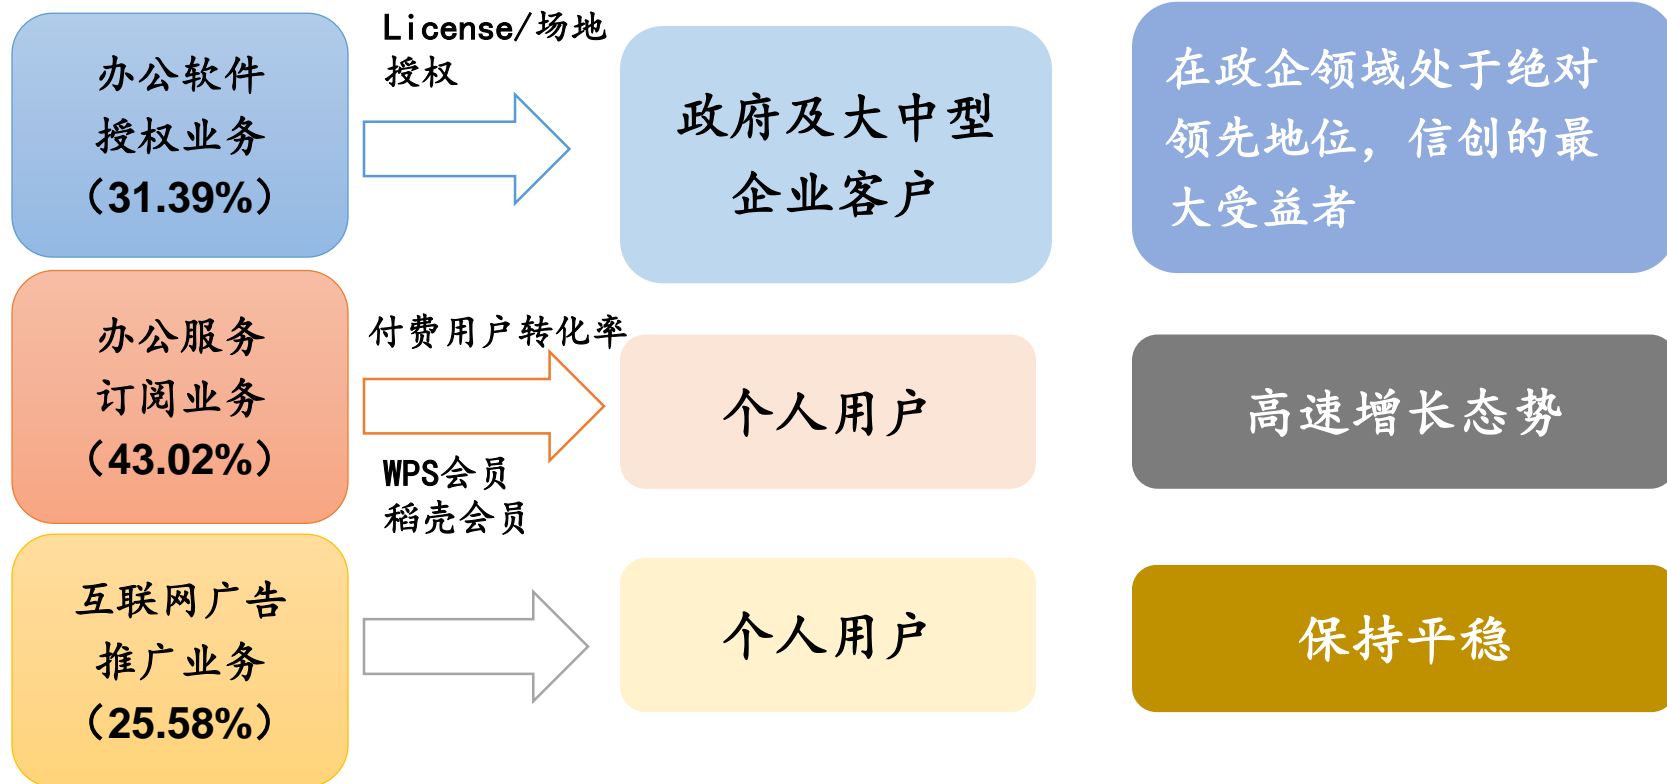 办公软件
授权业务
（31.39%）
License/场地
授权
政府及大中型
企业客户
在政企领域处于绝对
领先地位，信创的最
大受益者
办公服务
订阅业务
（43.02%）
付费用户转化率
WPS会员
稻壳会员
个人用户
高速增长态势
互联网广告
推广业务
（25.58%）
个人用户
保持平稳